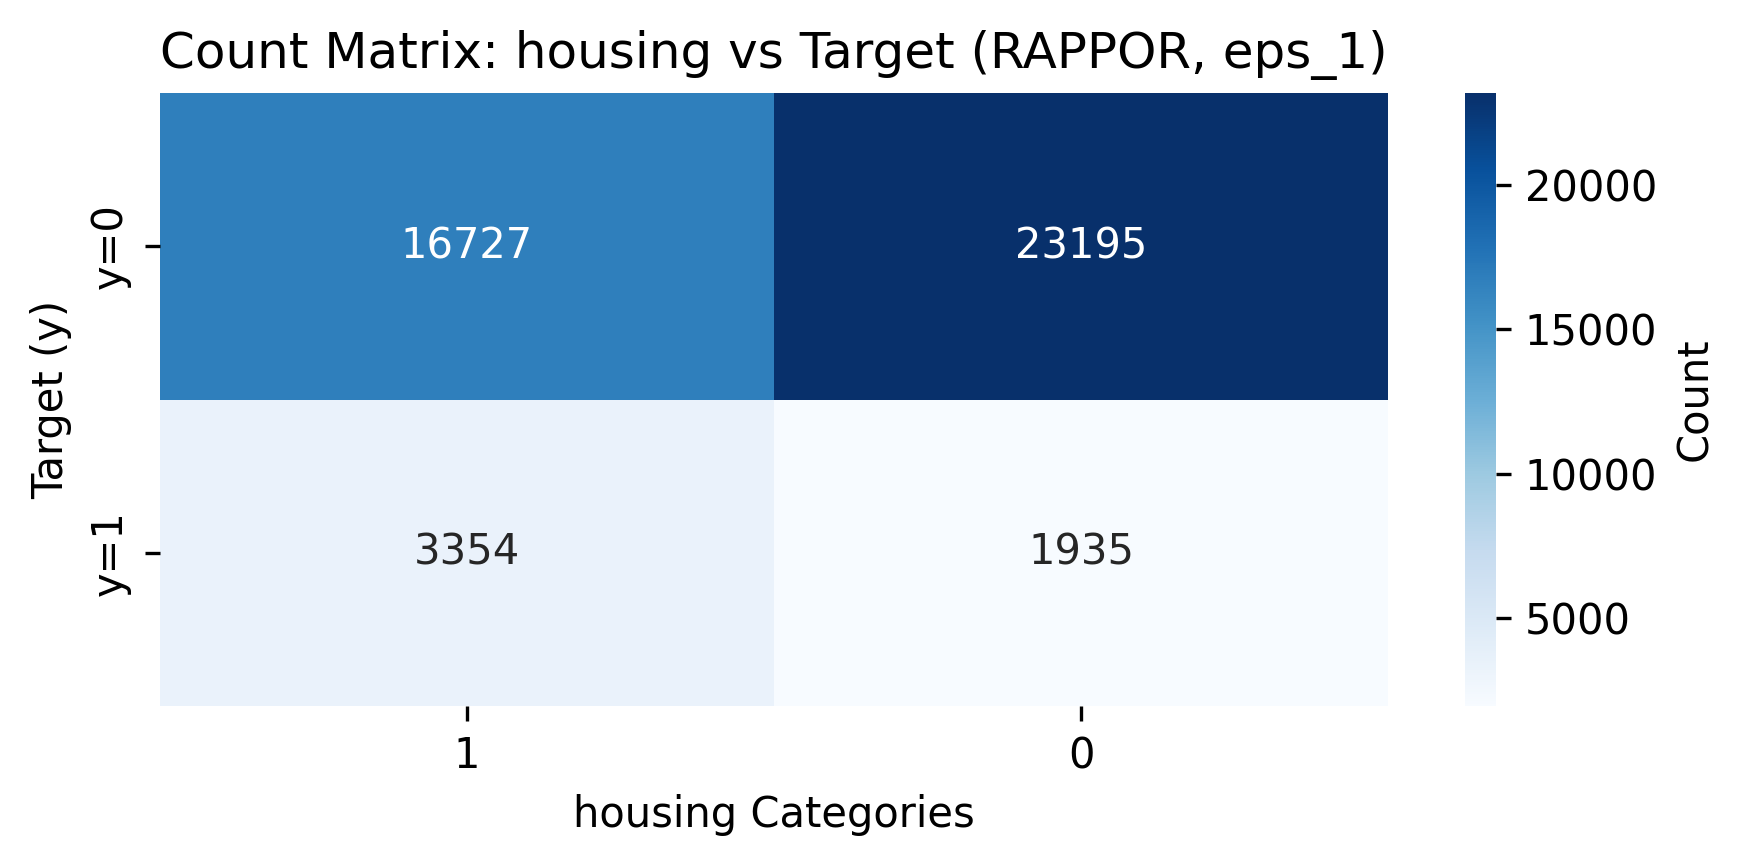 Count Matrix: housing vs Target (RAPPOR, eps_1)
Target (y)
y=0
y=1
16727
23195
3354
1935
1
0
housing Categories
20000
15000
10000
5000
Count